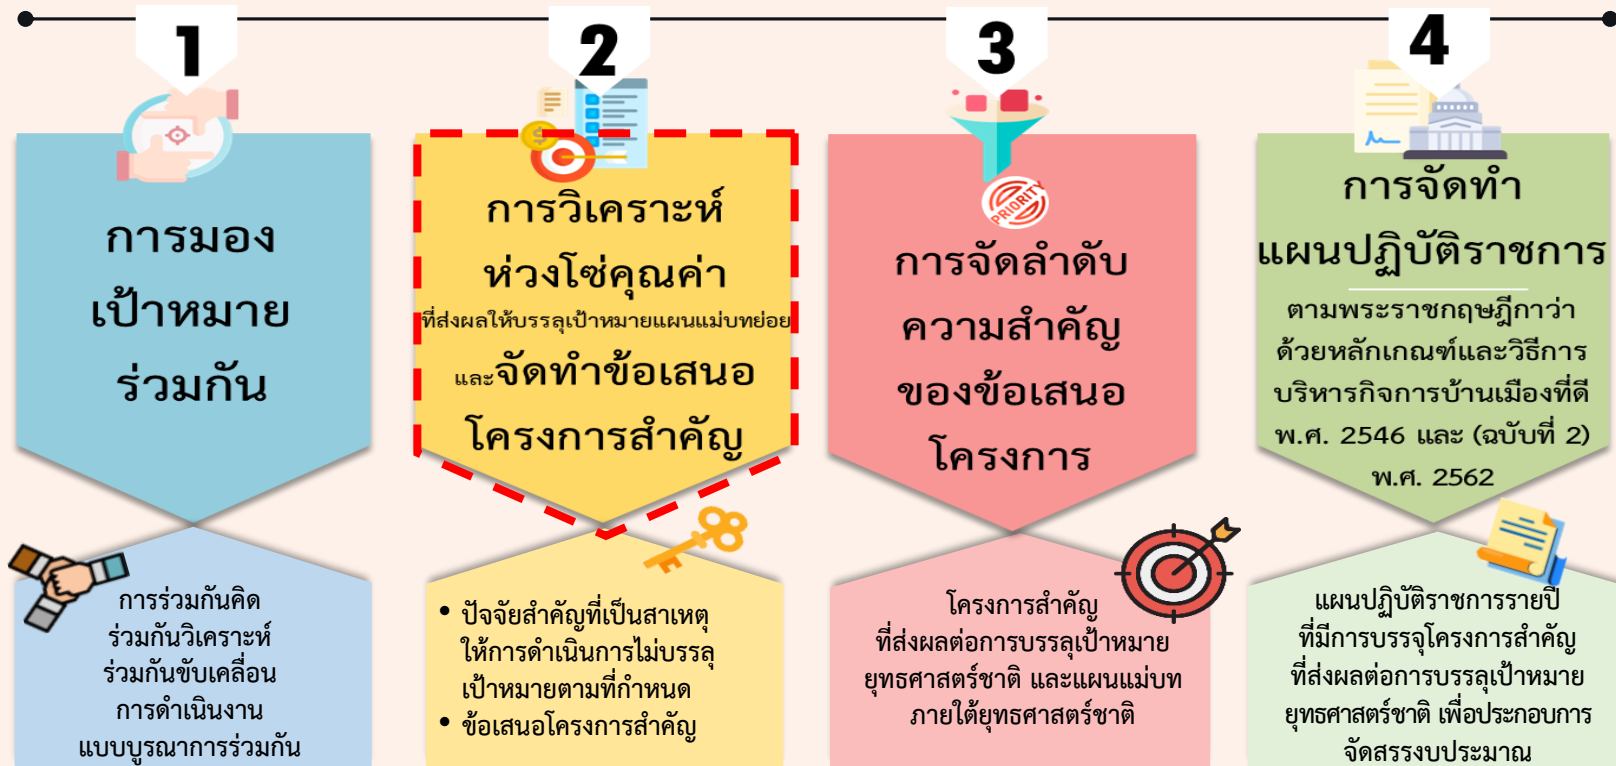 1
การมอง
เป้าหมาย
ร่วมกัน
การร่วมกันคิด
ร่วมกันวิเคราะห์
ร่วมกันขับเคลื่อน
การดำเนินงาน
แบบบูรณาการร่วมกัน
2
การวิเคราะห์
ห่วงโซ่คุณค่า
ที่ส่งผลให้บรรลุเป้าหมายแผนแม่บทย่อย
และจัดทำข้อเสนอ
โครงการสำคัญ
• ปัจจัยสำคัญที่เป็นสาเหตุ
ให้การดำเนินการไม่บรรลุ
เป้าหมายตามที่กำหนด
• ข้อเสนอโครงการสำคัญ
3
PRIORITY
การจัดลำดับ
ความสำคัญ
ของข้อเสนอ
โครงการ
โครงการสำคัญ
ที่ส่งผลต่อการบรรลุเป้าหมาย
ยุทธศาสตร์ชาติ และแผนแม่บท
ภายใต้ยุทธศาสตร์ชาติ
4
การจัดทำ
แผนปฏิบัติราชการ
ตามพระราชกฤษฎีกาว่า
ด้วยหลักเกณฑ์และวิธีการ
บริหารกิจการบ้านเมืองที่ดี
พ.ศ. 2546 และ (ฉบับที่ 2)
พ.ศ. 2562
แผนปฏิบัติราชการรายปี
ที่มีการบรรจุโครงการสำคัญ
ที่ส่งผลต่อการบรรลุเป้าหมาย
ยุทธศาสตร์ชาติ เพื่อประกอบการ
จัดสรรงบประมาณ